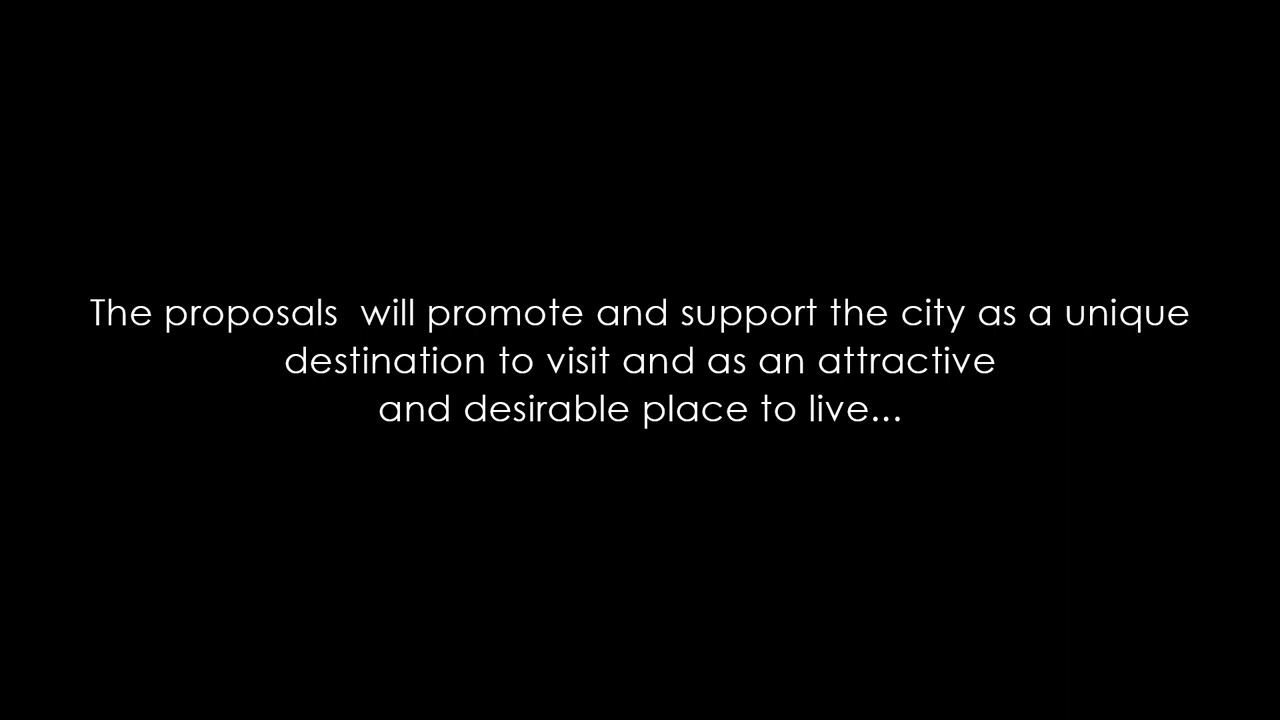 The proposals  will promote and support the city as a unique
destination to visit and as an attractive
and desirable place to live...